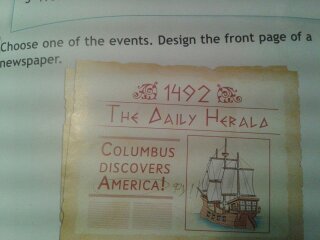 Choose one of the events. Design the front page of a
newspaper.
1492
THE DAILY HERALD
COLUMBUS
DISCOVERS
AMERICA!